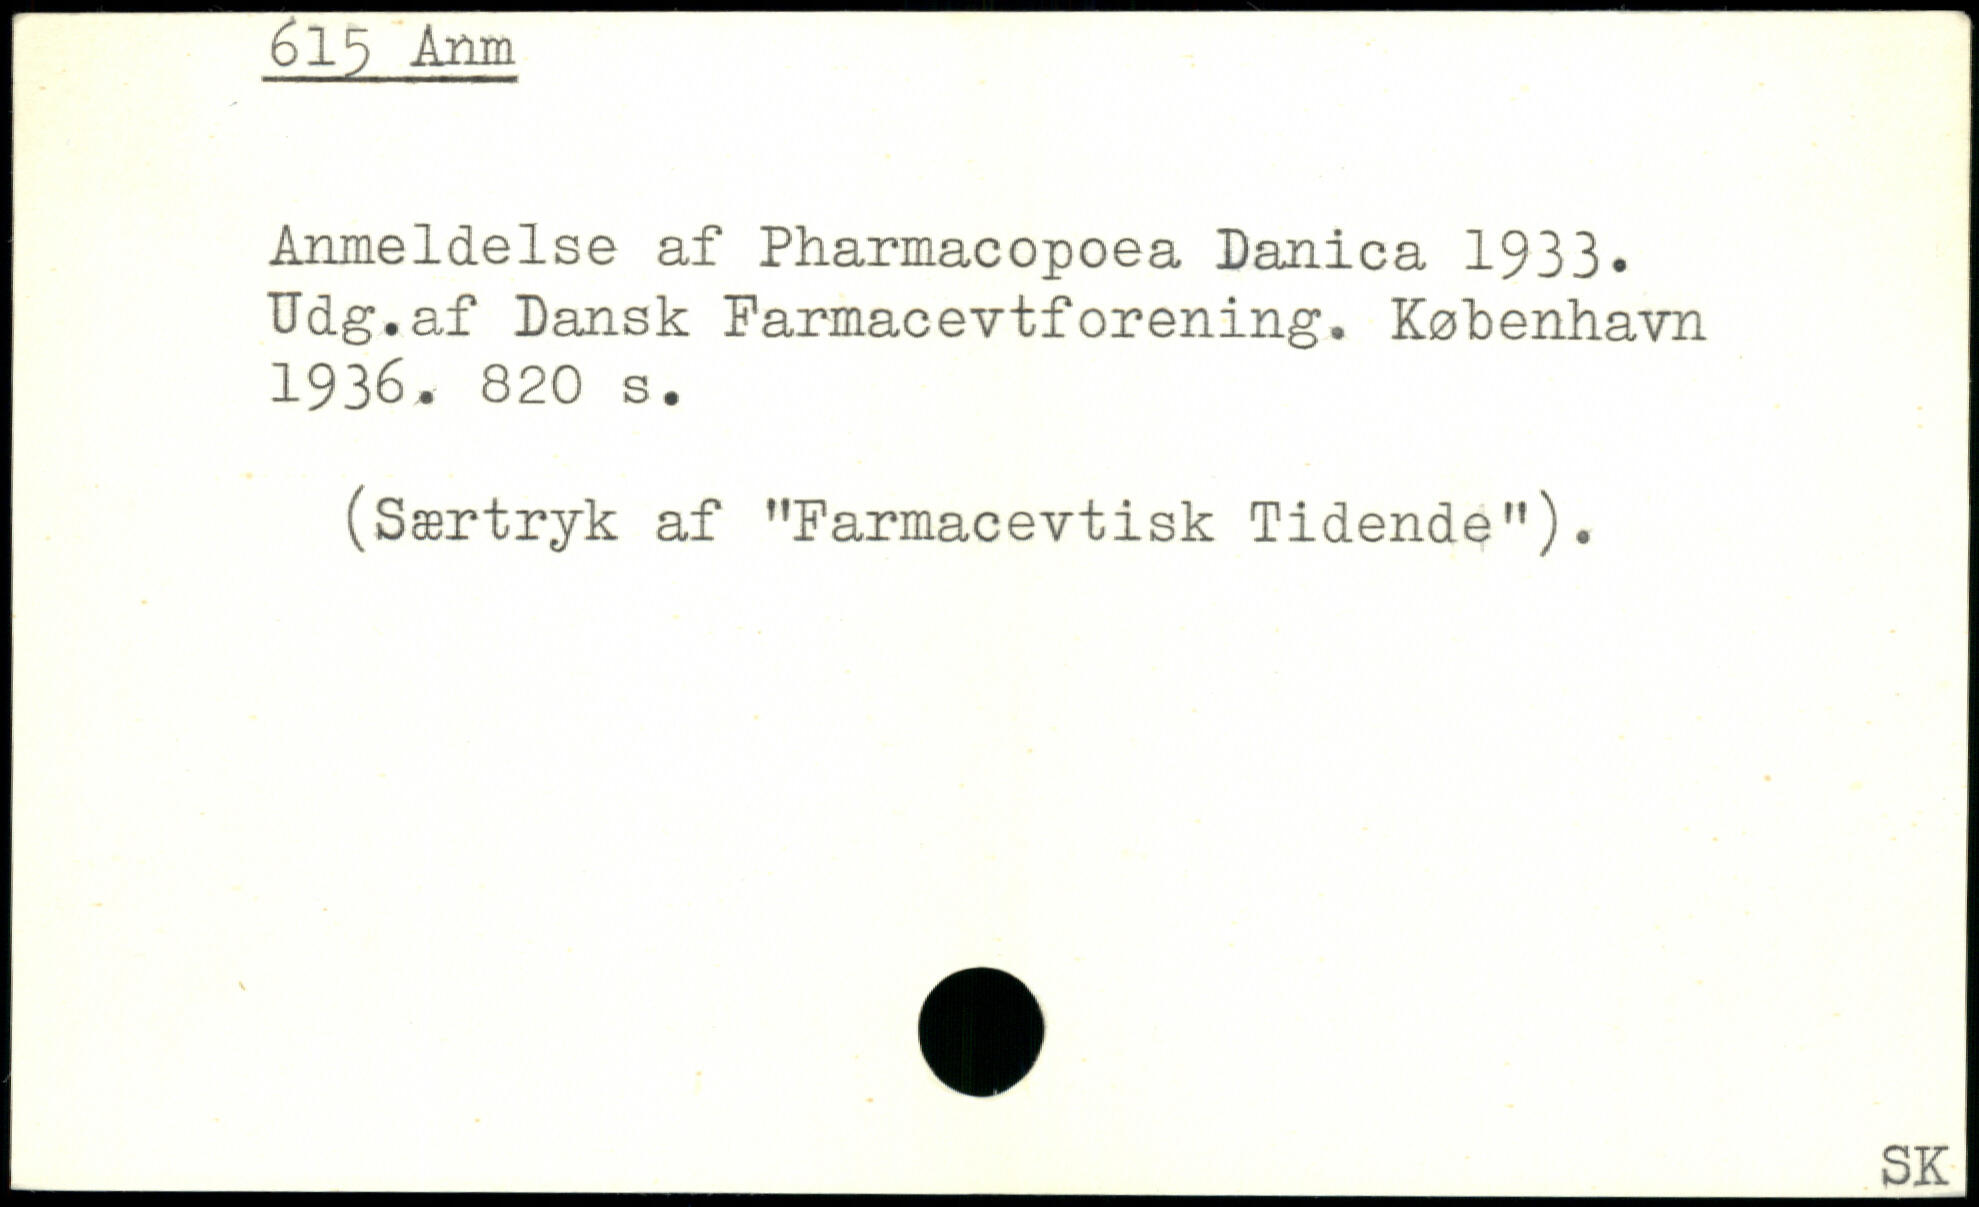 615 Anm
Anmeldelse af Pharmacopoea Danica 1933.
Udg.af Dansk Farmacevtforening. København
1936. 820 s.
(Særtryk af "Farmacevtisk Tidende").
SK